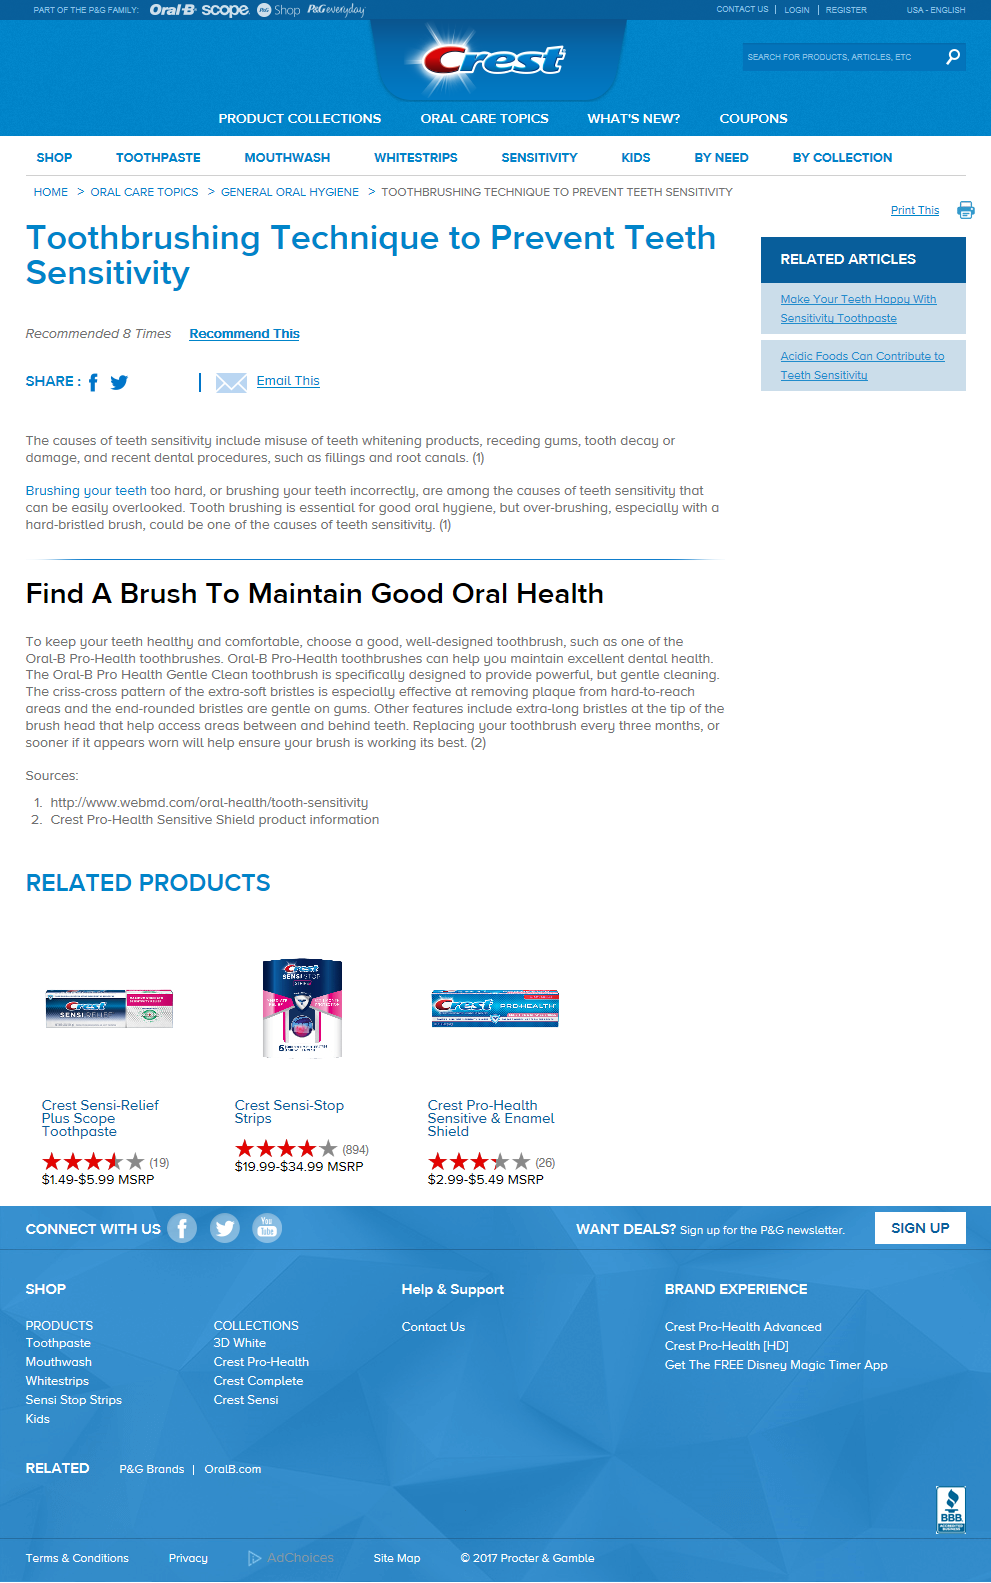 PART OF THE P&G FAMILY: Oral-B scope. P&G Shop P&G everyday
CONTACT US | LOGIN | REGISTER USA - ENGLISH
Crest
SEARCH FOR PRODUCTS, ARTICLES, ETC
PRODUCT COLLECTIONS ORAL CARE TOPICS WHAT'S NEW? COUPONS
SHOP TOOTHPASTE MOUTHWASH WHITESTRIPS SENSITIVITY KIDS BY NEED BY COLLECTION
HOME > ORAL CARE TOPICS > GENERAL ORAL HYGIENE > TOOTHBRUSHING TECHNIQUE TO PREVENT TEETH SENSITIVITY
Print This
Toothbrushing Technique to Prevent Teeth
Sensitivity
Recommended 8 Times Recommend This
SHARE : | Email This
RELATED ARTICLES
Make Your Teeth Happy With
Sensitivity Toothpaste
Acidic Foods Can Contribute to
Teeth Sensitivity
The causes of teeth sensitivity include misuse of teeth whitening products, receding gums, tooth decay or
damage, and recent dental procedures, such as fillings and root canals. (1)
Brushing your teeth too hard, or brushing your teeth incorrectly, are among the causes of teeth sensitivity that
can be easily overlooked. Tooth brushing is essential for good oral hygiene, but over-brushing, especially with a
hard-bristled brush, could be one of the causes of teeth sensitivity. (1)
Find A Brush To Maintain Good Oral Health
To keep your teeth healthy and comfortable, choose a good, well-designed toothbrush, such as one of the
Oral-B Pro-Health toothbrushes. Oral-B Pro-Health toothbrushes can help you maintain excellent dental health.
The Oral-B Pro Health Gentle Clean toothbrush is specifically designed to provide powerful, but gentle cleaning.
The criss-cross pattern of the extra-soft bristles is especially effective at removing plaque from hard-to-reach
areas and the end-rounded bristles are gentle on gums. Other features include extra-long bristles at the tip of the
brush head that help access areas between and behind teeth. Replacing your toothbrush every three months, or
sooner if it appears worn will help ensure your brush is working its best. (2)
Sources:
1. http://www.webmd.com/oral-health/tooth-sensitivity
2. Crest Pro-Health Sensitive Shield product information
RELATED PRODUCTS
Crest
SENSI RELIEF
Crest
SENSI STOP
STRIPS
Crest PRO-HEALTH
Crest Sensi-Relief
Plus Scope
Toothpaste
(19)
$1.49-$5.99 MSRP
Crest Sensi-Stop
Strips
(894)
$19.99-$34.99 MSRP
Crest Pro-Health
Sensitive & Enamel
Shield
(26)
$2.99-$5.49 MSRP
CONNECT WITH US You Tube
WANT DEALS? Sign up for the P&G newsletter. SIGN UP
SHOP
PRODUCTS
Toothpaste
Mouthwash
Whitestrips
Sensi Stop Strips
Kids
COLLECTIONS
3D White
Crest Pro-Health
Crest Complete
Crest Sensi
Help & Support
Contact Us
BRAND EXPERIENCE
Crest Pro-Health Advanced
Crest Pro-Health [HD]
Get The FREE Disney Magic Timer App
RELATED P&G Brands | OralB.com
BBB
ACCREDITED
BUSINESS
Terms & Conditions Privacy AdChoices Site Map © 2017 Procter & Gamble